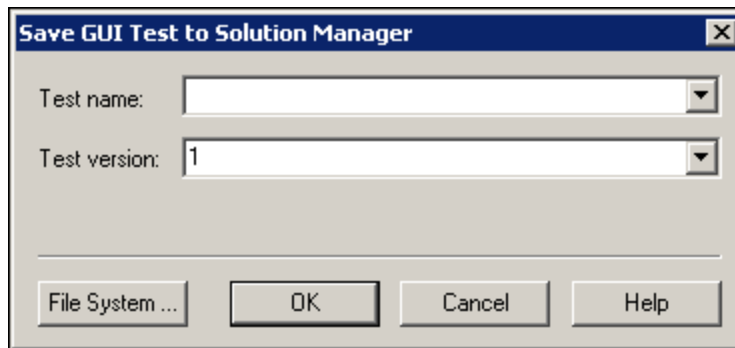 Save GUI Test to Solution Manager
Test name:
Test version: 1
File System ... OK Cancel Help